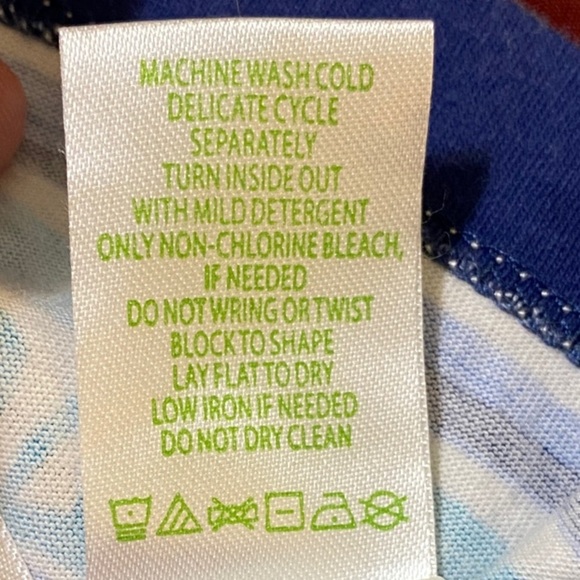 MACHINE WASH COLD
DELICATE CYCLE
SEPARATELY
TURN INSIDE OUT
WITH MILD DETERGENT
ONLY NON-CHLORINE BLEACH,
IF NEEDED
DO NOT WRING OR TWIST
BLOCK TO SHAPE
LAY FLAT TO DRY
LOW IRON IF NEEDED
DO NOT DRY CLEAN